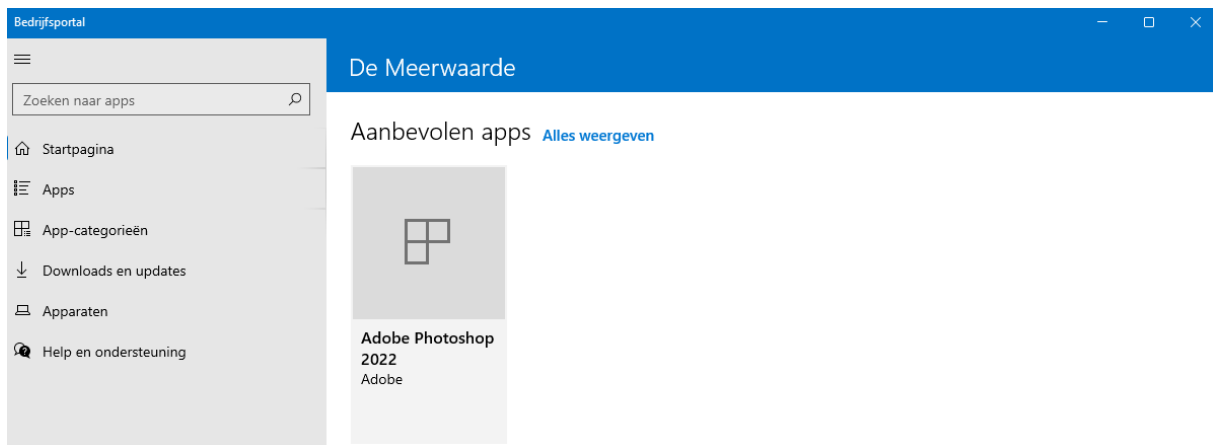 Bedrijfsportal
De Meerwaarde
Zoeken naar apps
Startpagina
Apps
App-categorieën
Downloads en updates
Apparaten
Help en ondersteuning
Aanbevolen apps Alles weergeven
Adobe Photoshop
2022
Adobe